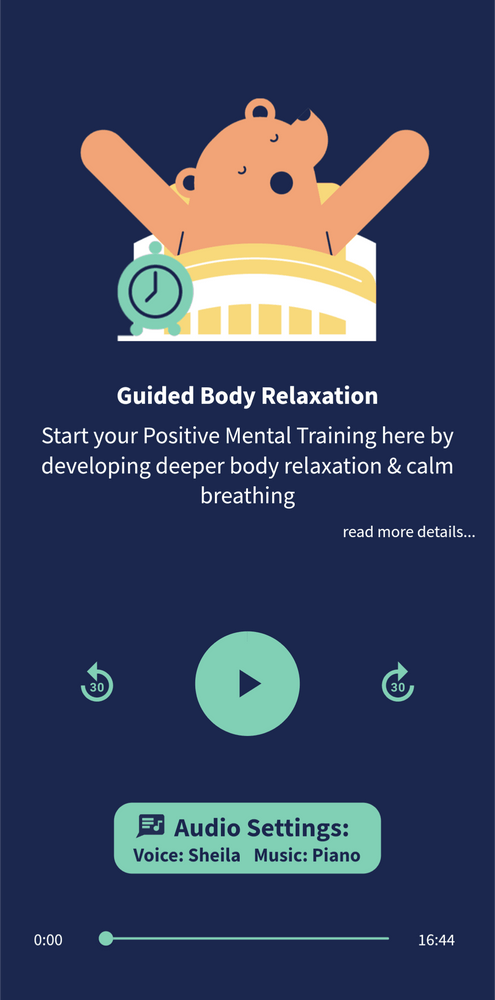 Guided Body Relaxation
Start your Positive Mental Training here by
developing deeper body relaxation & calm
breathing
read more details...
30
30
Audio Settings:
Voice: Sheila Music: Piano
0:00 16:44